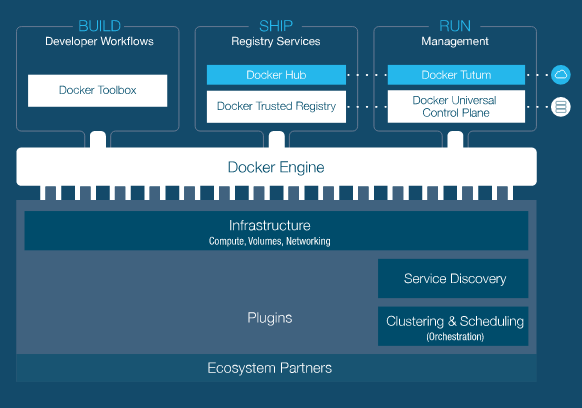 BUILD
Developer Workflows
Docker Toolbox
SHIP
Registry Services
Docker Hub
Docker Trusted Registry
RUN
Management
Docker Tutum
Docker Universal
Control Plane
Docker Engine
Infrastructure
Compute, Volumes, Networking
Service Discovery
Plugins
Clustering & Scheduling
(Orchestration)
Ecosystem Partners